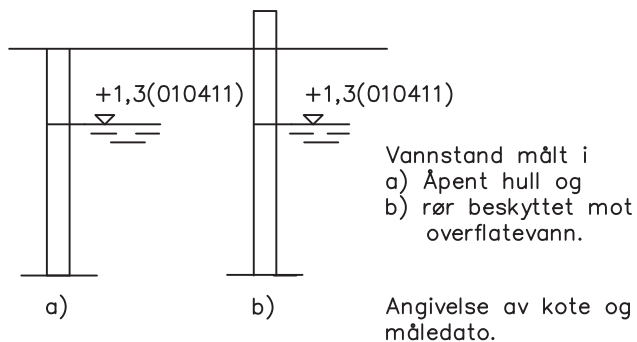 +1,3(010411)
+1,3(010411)
Vannstand målt i
a) Åpent hull og
b) rør beskyttet mot
overflatevann.
a)
b)
Angivelse av kote og
måledato.